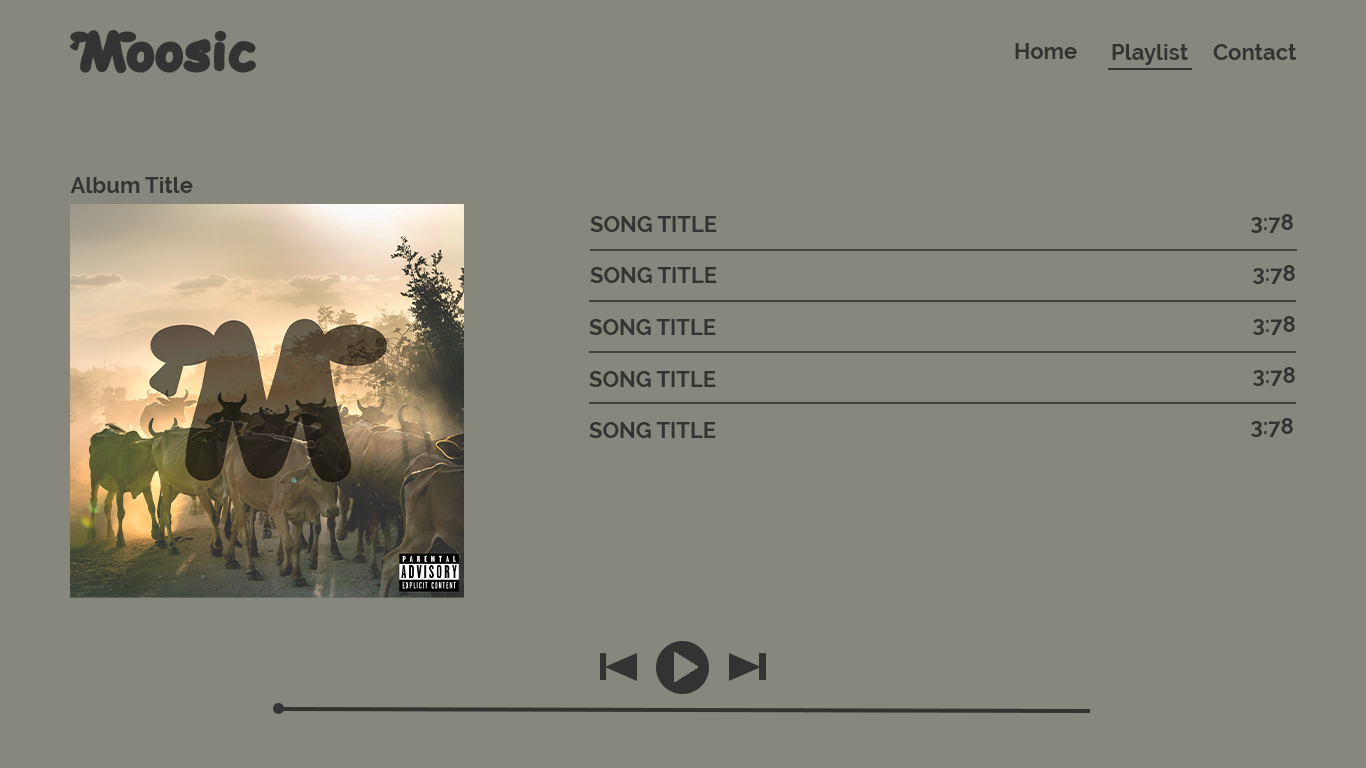 Moosic
Home Playlist Contact
Album Title
SONG TITLE 3:78
SONG TITLE 3:78
SONG TITLE 3:78
SONG TITLE 3:78
SONG TITLE 3:78
M
PARENTAL
ADVISORY
EXPLICIT CONTENT